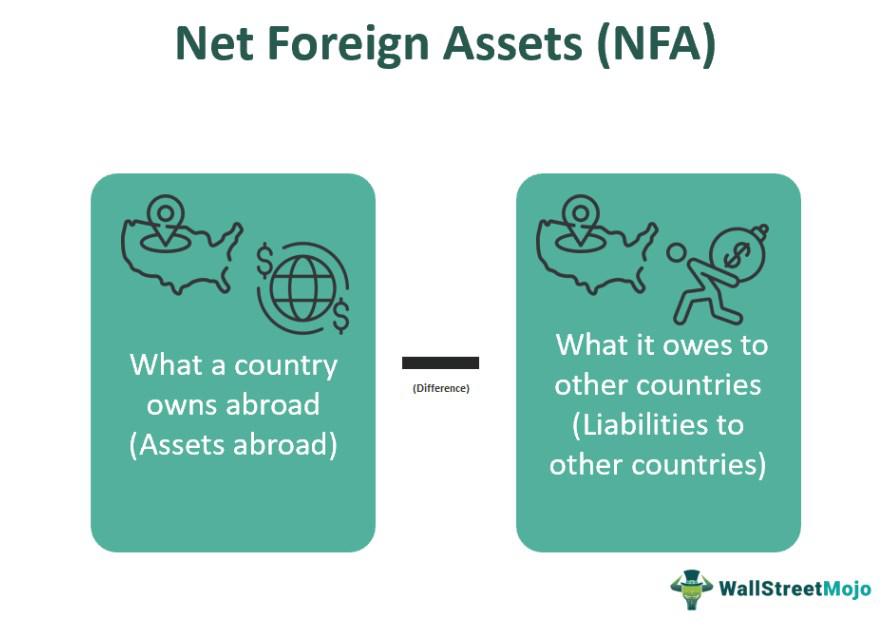 Net Foreign Assets (NFA)
$
$
What a country
owns abroad
(Assets abroad)
(Difference)
$
What it owes to
other countries
(Liabilities to
other countries)
WallStreetMojo